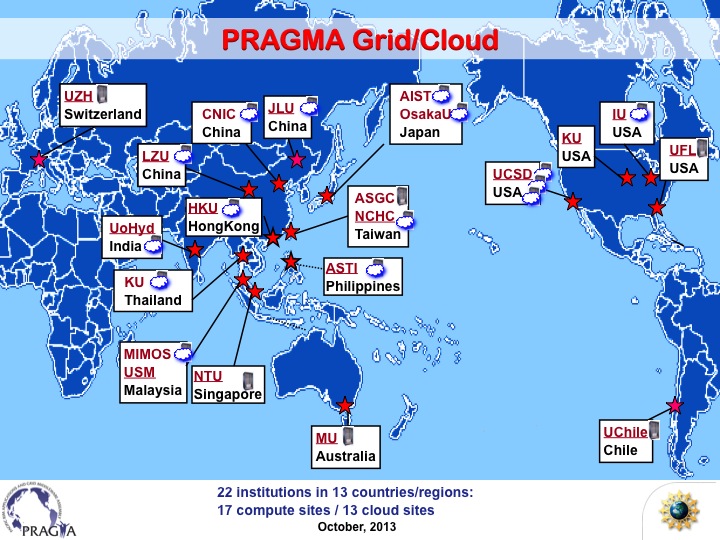 PRAGMA Grid/Cloud
UZH
Switzerland
CNIC
China
JLU
China
AIST
OsakaU
Japan
IU
USA
KU
USA
UFL
USA
LZU
China
UCSD
USA
HKU
HongKong
ASGC
NCHC
Taiwan
UoHyd
India
KU
Thailand
ASTI
Philippines
MIMOS
USM
Malaysia
NTU
Singapore
MU
Australia
UChile
Chile
22 institutions in 13 countries/regions:
17 compute sites / 13 cloud sites
October, 2013
PRAGMA